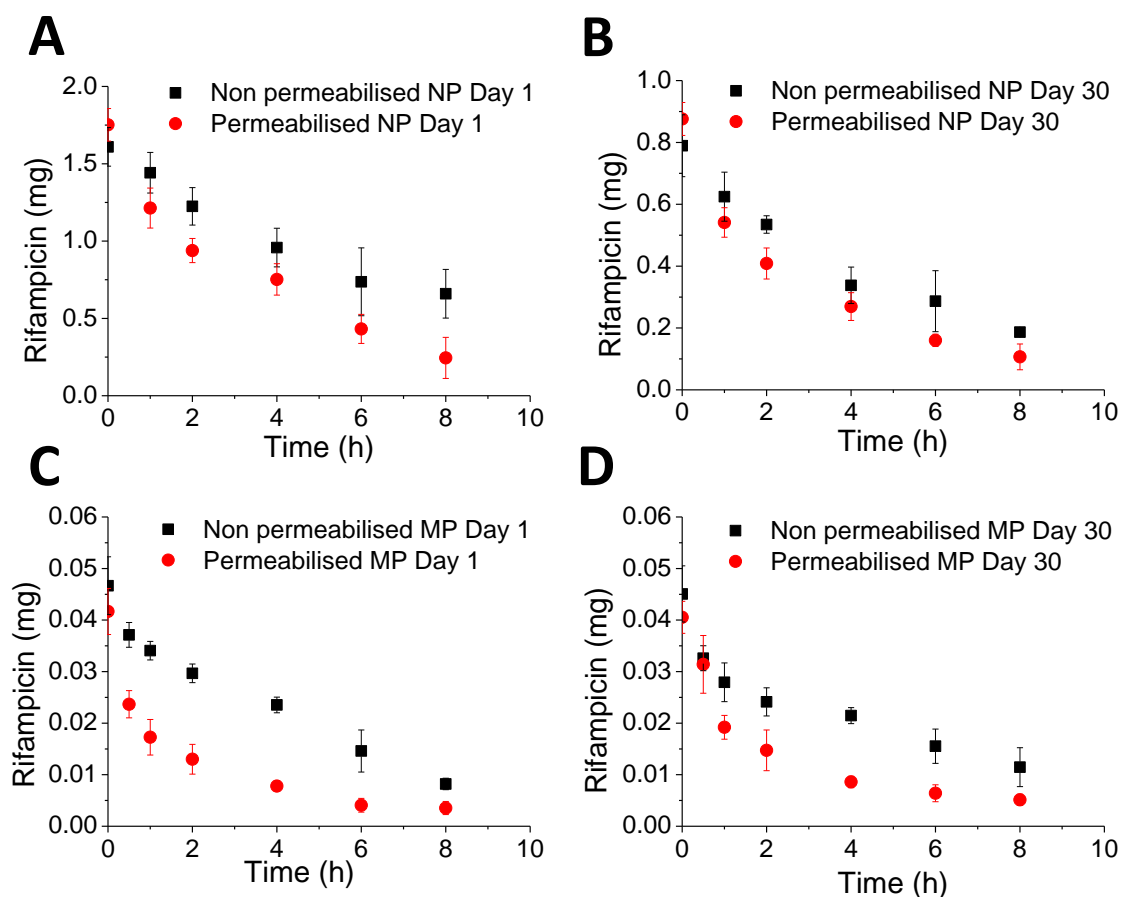 A
Non permeabilised NP Day 1
Permeabilised NP Day 1
Rifampicin (mg)
2.0
1.5
1.0
0.5
0.0
0 2 4 6 8 10
Time (h)
B
Non permeabilised NP Day 30
Permeabilised NP Day 30
Rifampicin (mg)
1.0
0.8
0.6
0.4
0.2
0.0
0 2 4 6 8 10
Time (h)
C
Non permeabilised MP Day 1
Permeabilised MP Day 1
Rifampicin (mg)
0.06
0.05
0.04
0.03
0.02
0.01
0.00
0 2 4 6 8 10
Time (h)
D
Non permeabilised MP Day 30
Permeabilised MP Day 30
Rifampicin (mg)
0.06
0.05
0.04
0.03
0.02
0.01
0.00
0 2 4 6 8 10
Time (h)